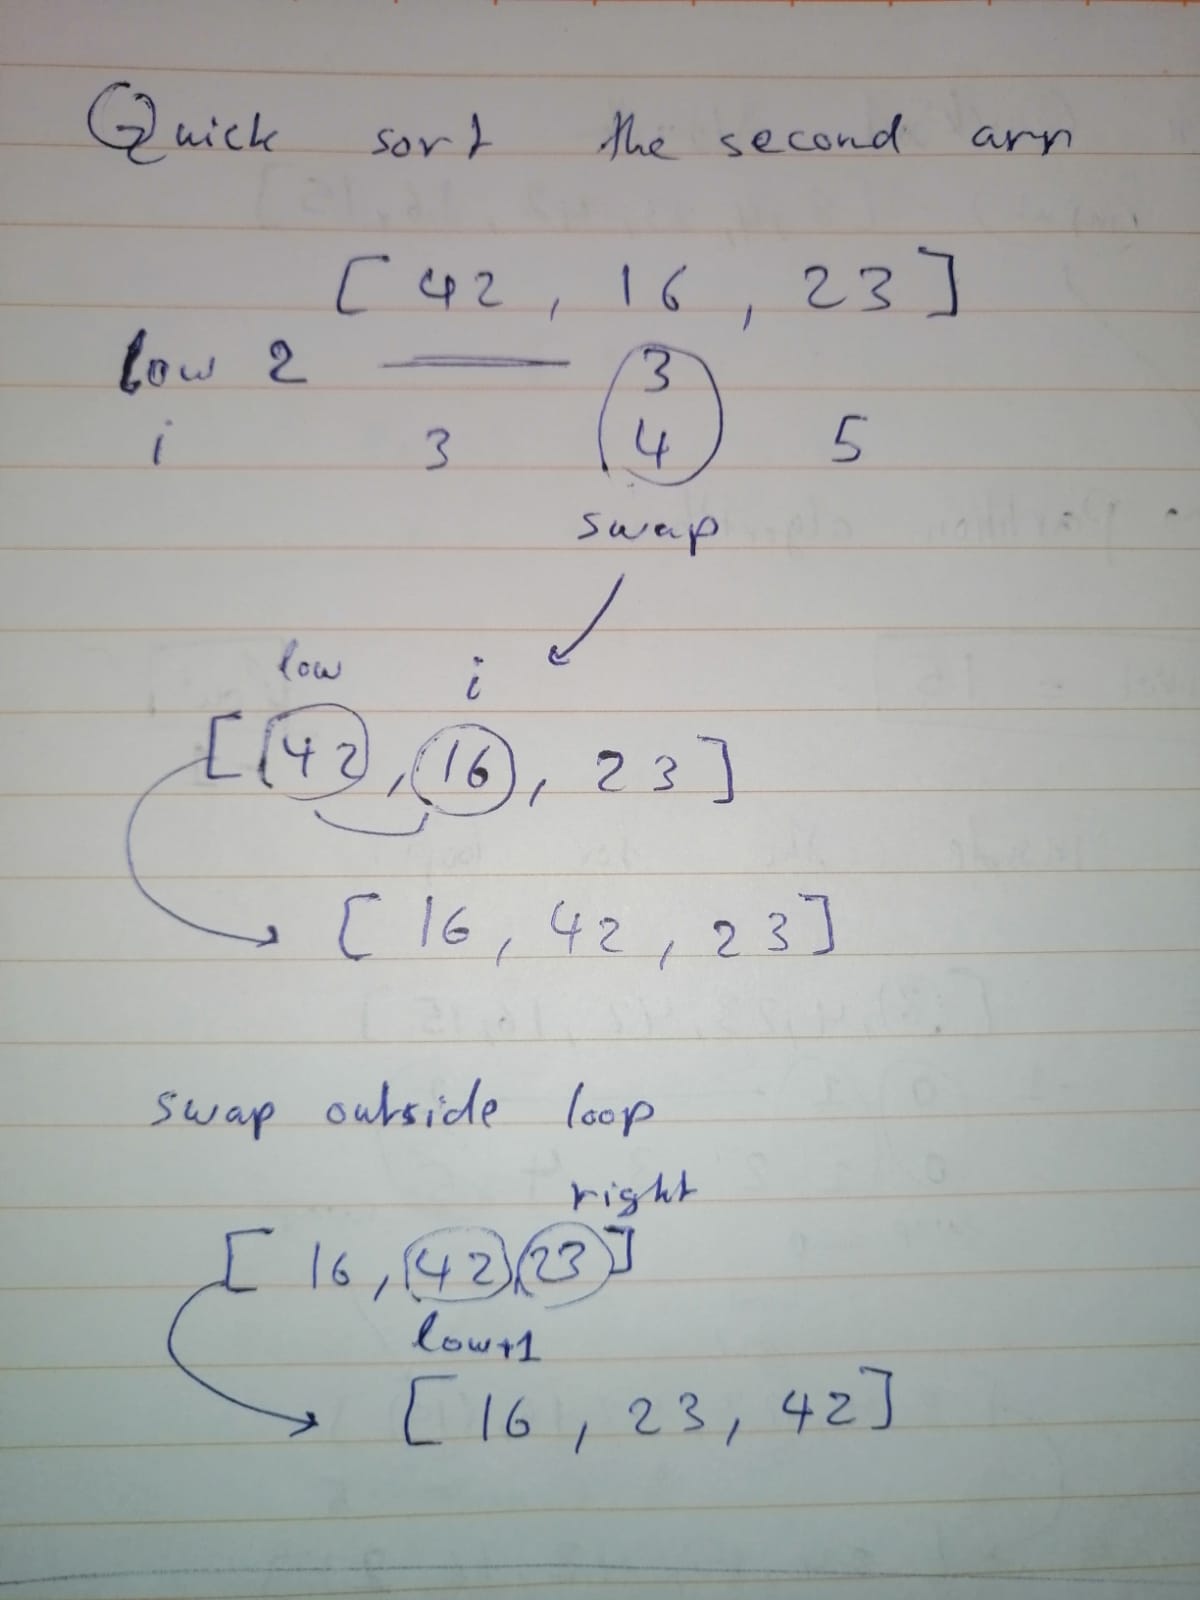 Quick sort the second arr
[ 42 , 16 , 23 ]
low 2 3
i 3 4 5
swap
low i
[ 42 , 16 , 23 ]
[ 16 , 42 , 23 ]
swap outside loop
right
[ 16 , 42 , 23 ]
low+1
[ 16 , 23 , 42 ]